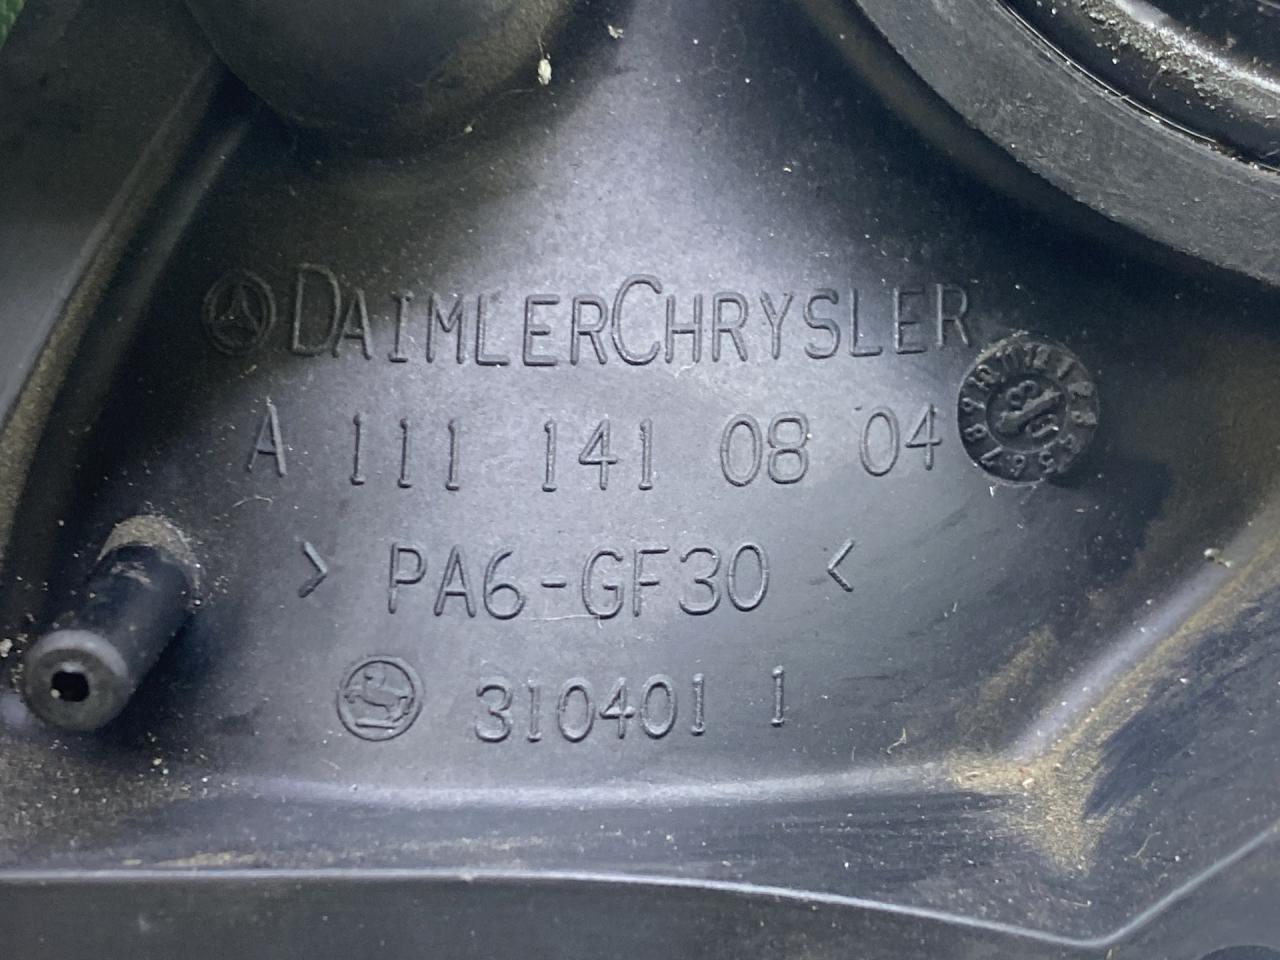 DAIMLERCHRYSLER
A 111 141 08 04
> PA6-GF30 <
310401 1